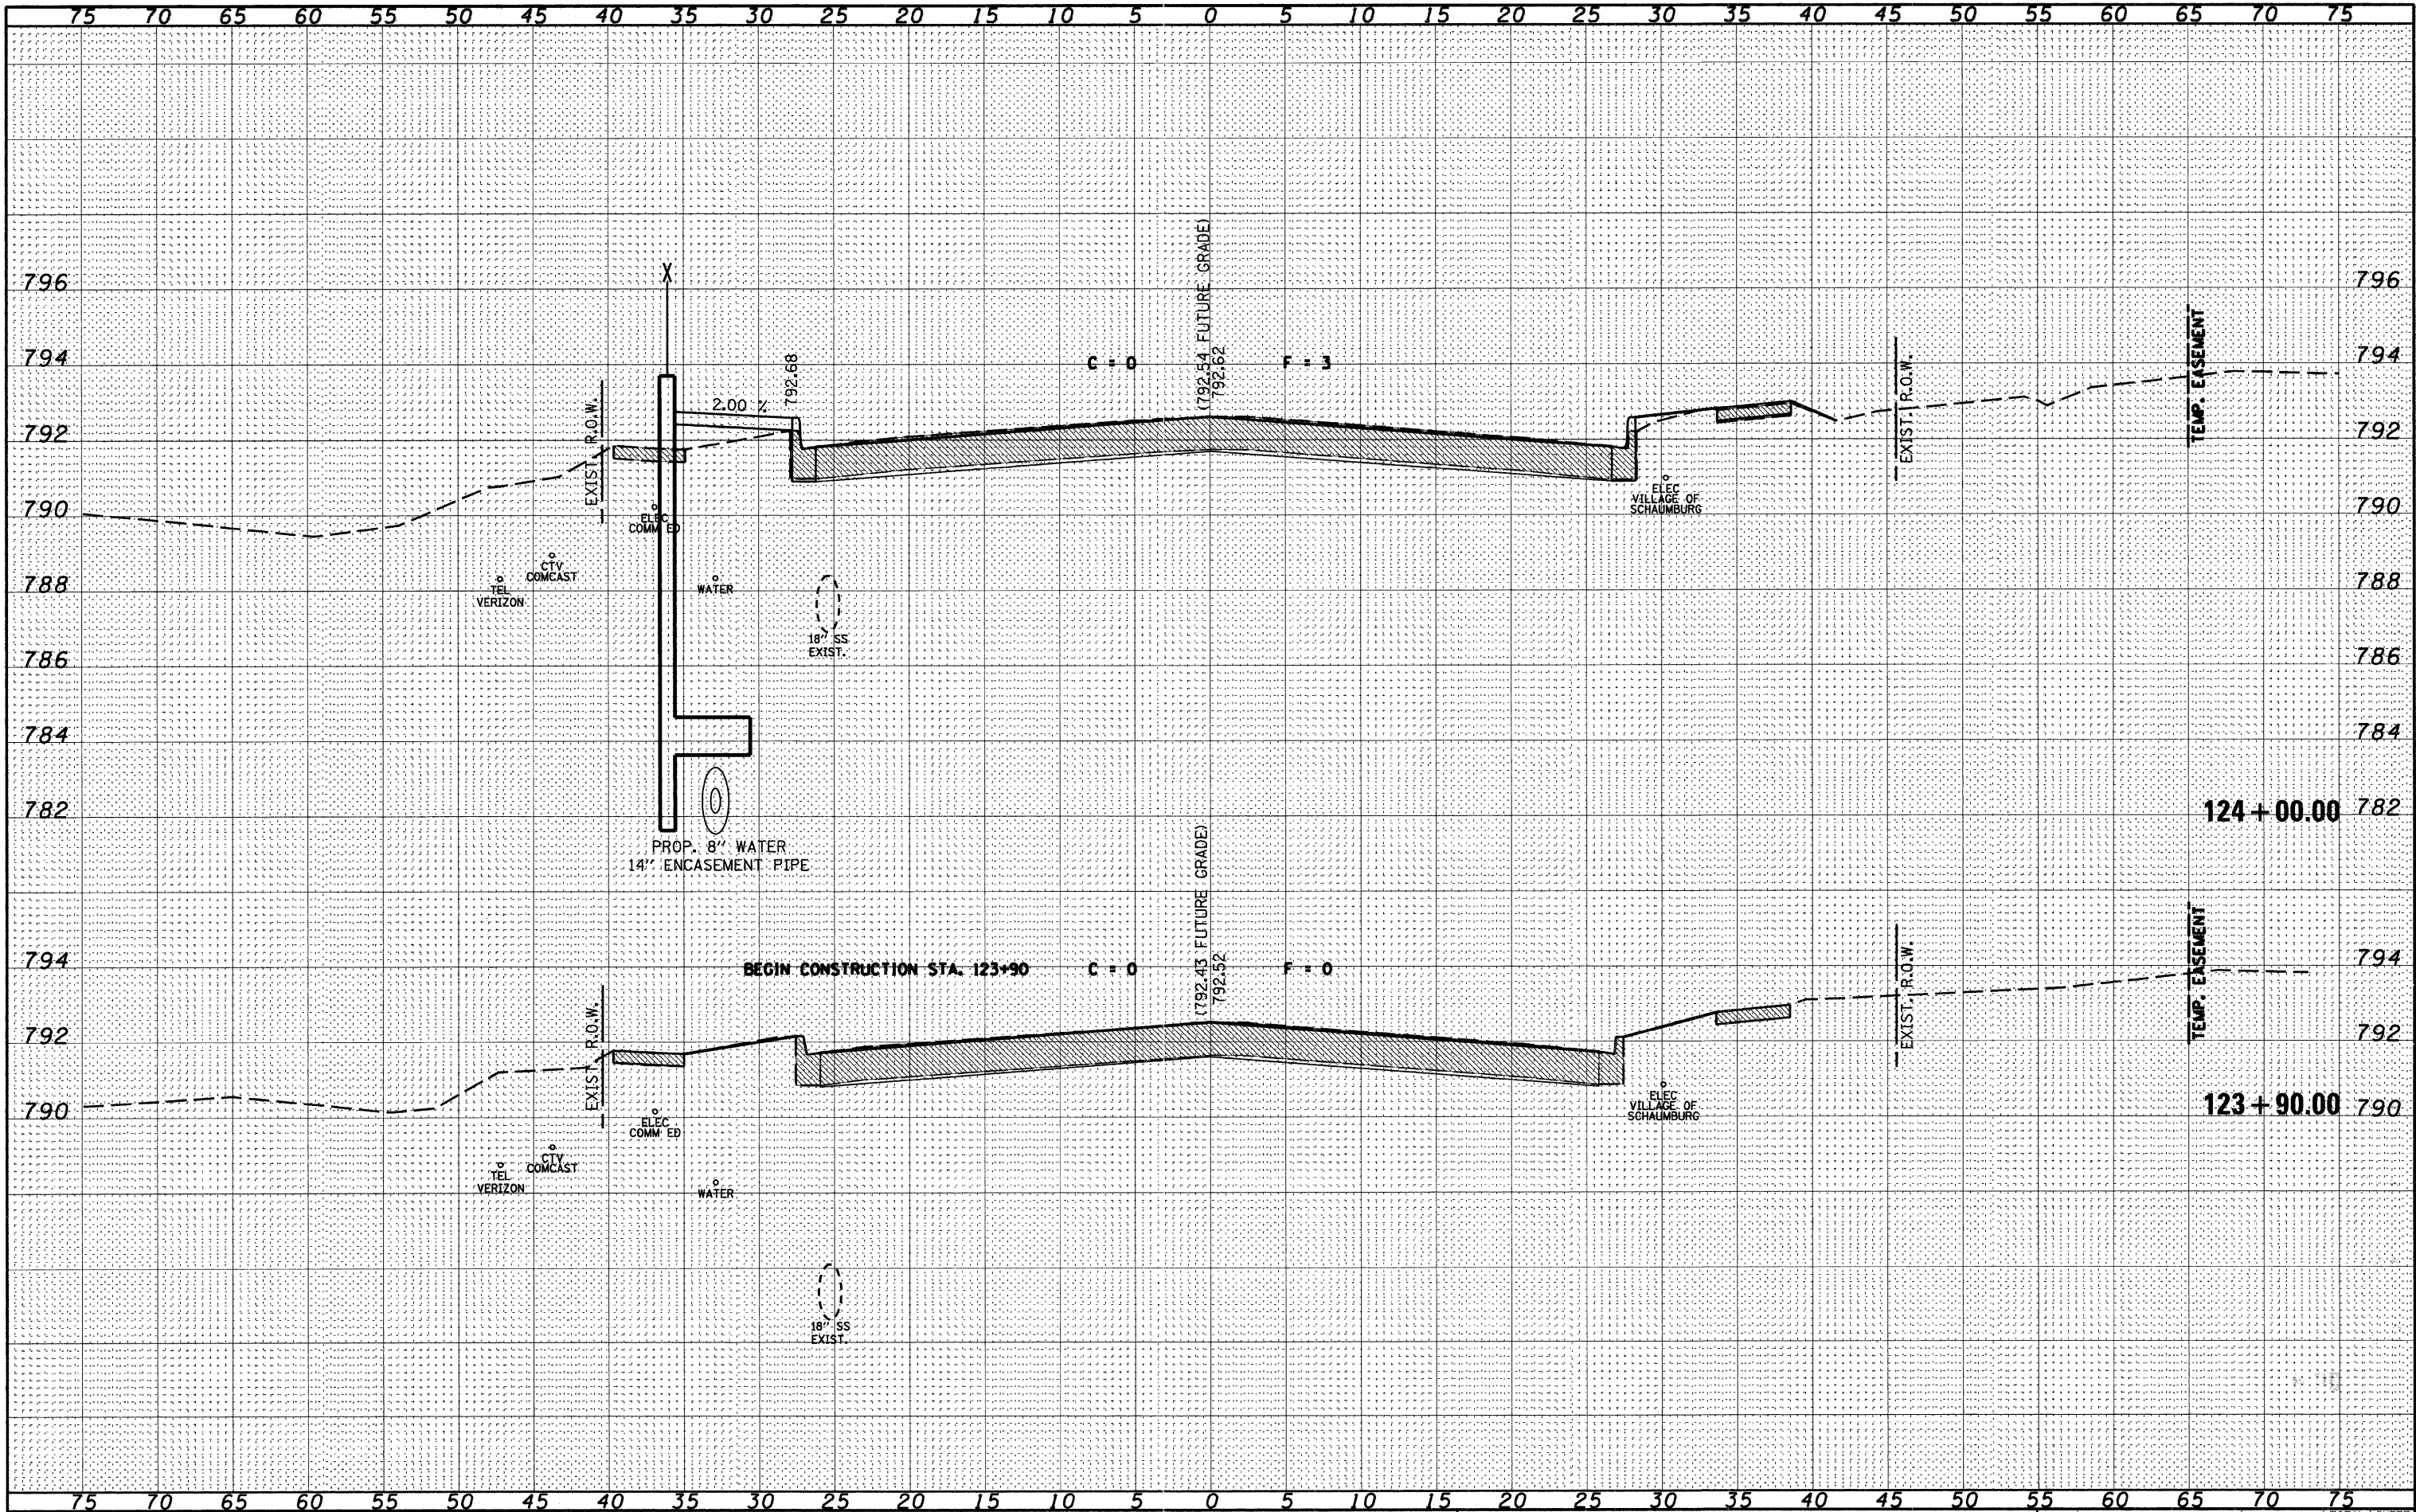 75 70 65 60 55 50 45 40 35 30 25 20 15 10 5 0 5 10 15 20 25 30 35 40 45 50 55 60 65 70 75
(792.54 FUTURE GRADE)
792.62
796 796
X
TEMP. EASEMENT
794 794
792.68
C = 0 F = 3
EXIST. R.O.W.
EXIST. R.O.W.
2.00 %
792 792
ELEC
VILLAGE OF
SCHAUMBURG
790 790
ELEC
COMM ED
CTV
COMCAST
788 788
TEL
VERIZON
WATER
18" SS
EXIST.
786 786
784 784
782 124+00.00 782
PROP. 8" WATER
14" ENCASEMENT PIPE
(792.43 FUTURE GRADE)
792.52
TEMP. EASEMENT
794 794
BEGIN CONSTRUCTION STA. 123+90 C = 0 F = 0
EXIST. R.O.W.
EXIST. R.O.W.
792 792
ELEC
VILLAGE OF
SCHAUMBURG
790 123+90.00 790
ELEC
COMM ED
CTV
COMCAST
TEL
VERIZON
WATER
18" SS
EXIST.
75 70 65 60 55 50 45 40 35 30 25 20 15 10 5 0 5 10 15 20 25 30 35 40 45 50 55 60 65 70 75